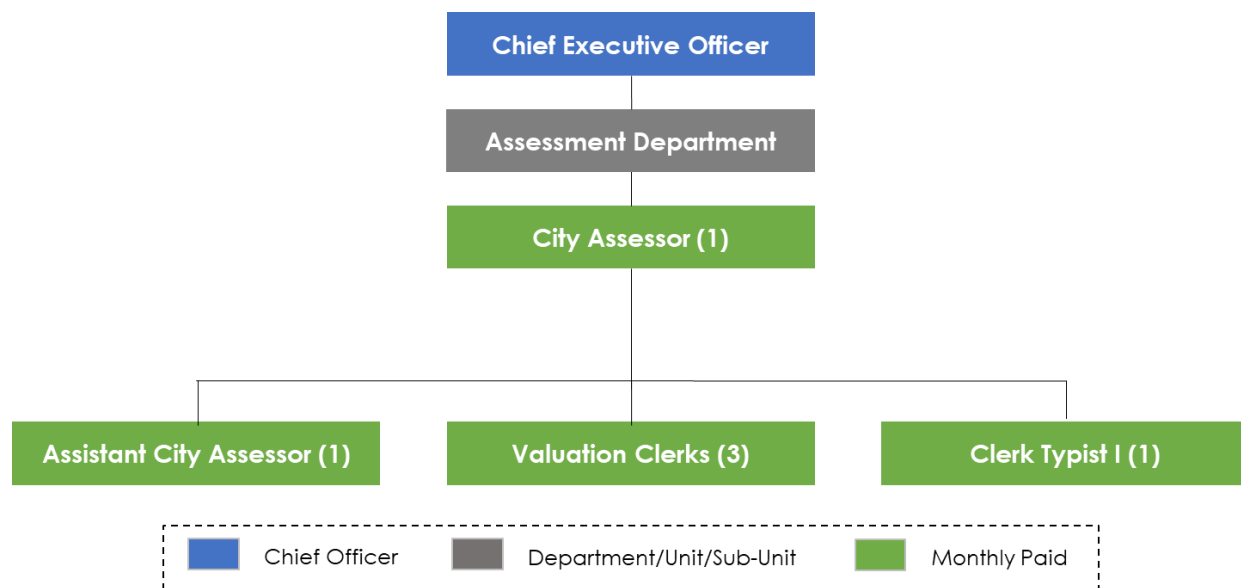 Chief Executive Officer
Assessment Department
City Assessor (1)
Assistant City Assessor (1)
Valuation Clerks (3)
Clerk Typist I (1)
Chief Officer
Department/Unit/Sub-Unit
Monthly Paid